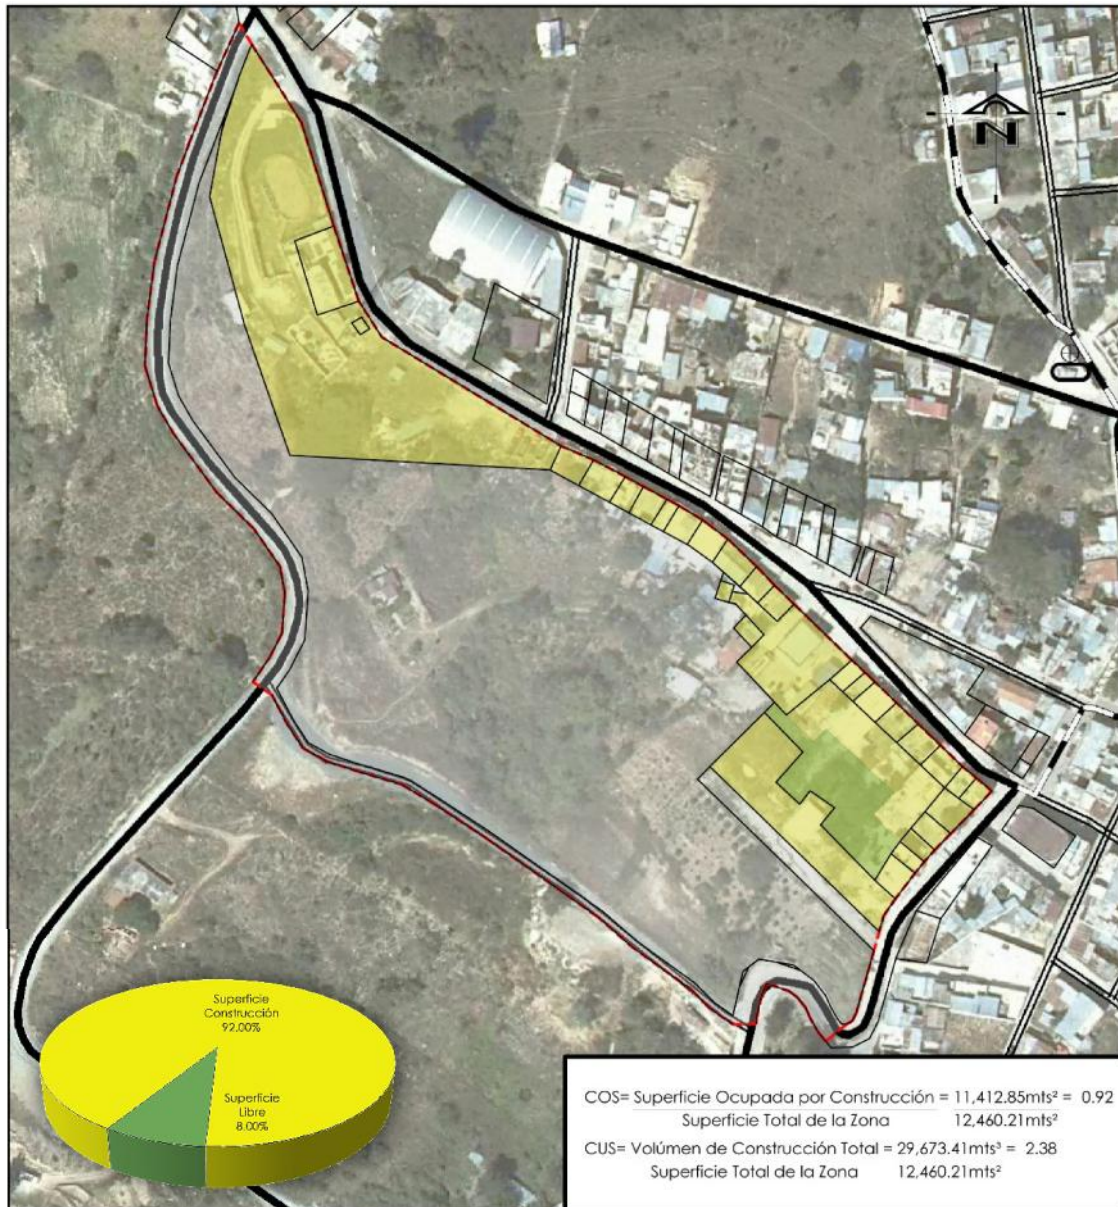 N
Superficie
Construcción
92.00%
Superficie
Libre
8.00%
COS= Superficie Ocupada por Construcción = 11,412.85mts² = 0.92
Superficie Total de la Zona 12,460.21mts²
CUS= Volúmen de Construcción Total = 29,673.41mts³ = 2.38
Superficie Total de la Zona 12,460.21mts²